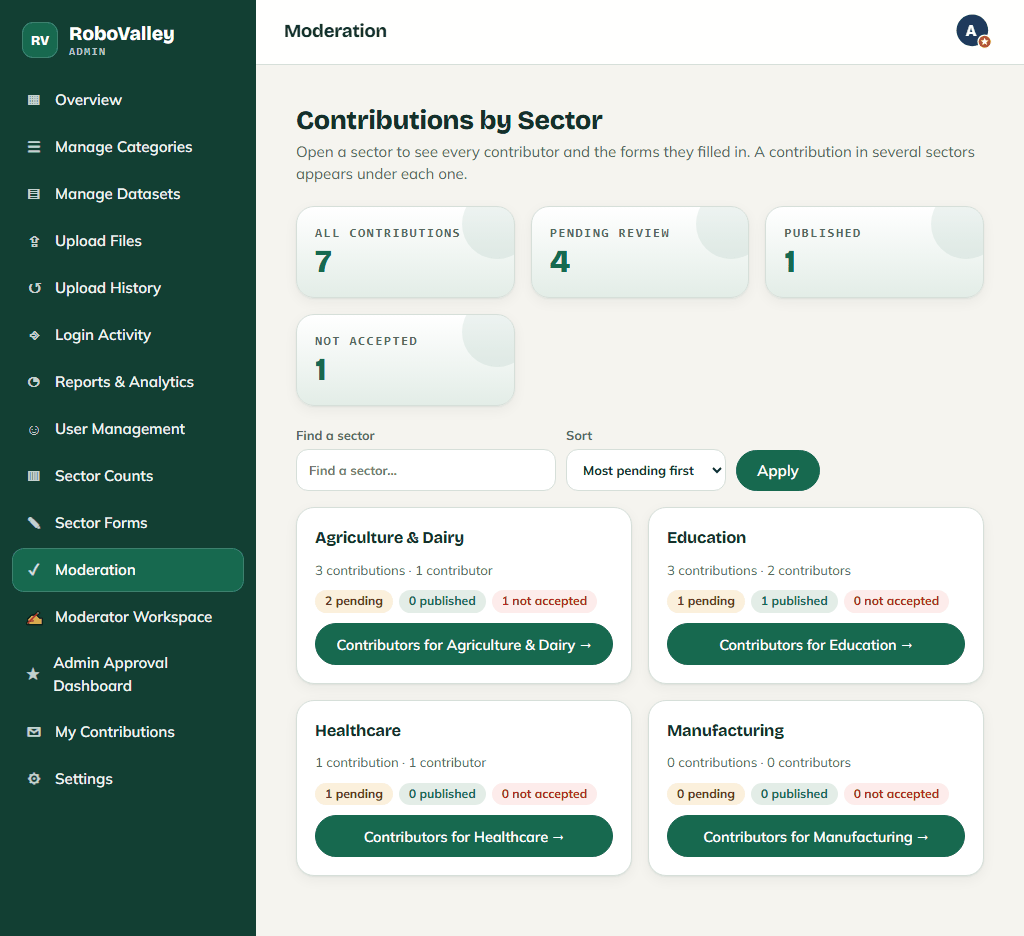 RV
RoboValley
ADMIN
Overview
Manage Categories
Manage Datasets
Upload Files
Upload History
Login Activity
Reports & Analytics
User Management
Sector Counts
Sector Forms
Moderation
Moderator Workspace
Admin Approval
Dashboard
My Contributions
Settings
Moderation
A
Contributions by Sector
Open a sector to see every contributor and the forms they filled in. A contribution in several sectors
appears under each one.
ALL CONTRIBUTIONS
7
PENDING REVIEW
4
PUBLISHED
1
NOT ACCEPTED
1
Find a sector
Sort
Find a sector...
Most pending first
Apply
Agriculture & Dairy
3 contributions · 1 contributor
2 pending
0 published
1 not accepted
Contributors for Agriculture & Dairy →
Education
3 contributions · 2 contributors
1 pending
1 published
0 not accepted
Contributors for Education →
Healthcare
1 contribution · 1 contributor
1 pending
0 published
0 not accepted
Contributors for Healthcare →
Manufacturing
0 contributions · 0 contributors
0 pending
0 published
0 not accepted
Contributors for Manufacturing →